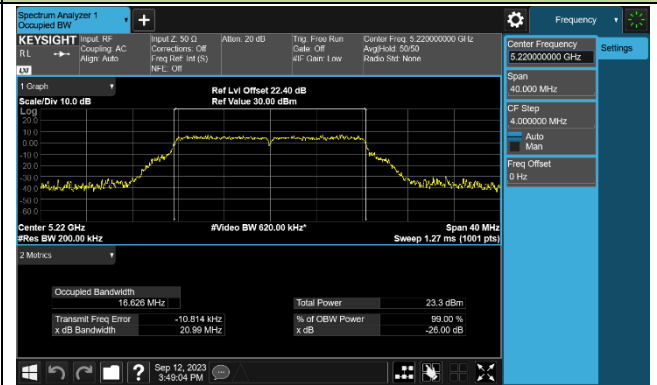 Spectrum Analyzer 1
Occupied BW
Frequency
KEYSIGHT
RL
LXI
Input: RF
Coupling: AC
Align: Auto
Input Z: 50 Ω
Corrections: Off
Freq Ref: Int (S)
NFE: Off
Atten: 20 dB
Trig: Free Run
Gate: Off
#IF Gain: Low
Center Freq: 5.220000000 GHz
Avg|Hold: 50/50
Radio Std: None
Center Frequency
5.220000000 GHz
Settings
Span
40.000 MHz
CF Step
4.000000 MHz
Auto
Man
Freq Offset
0 Hz
1 Graph
Scale/Div 10.0 dB
Ref Lvl Offset 22.40 dB
Ref Value 30.00 dBm
Log
20.0
10.0
0.00
-10.0
-20.0
-30.0
-40.0
-50.0
-60.0
Center 5.22 GHz
#Video BW 620.00 kHz*
Span 40 MHz
#Res BW 200.00 kHz
Sweep 1.27 ms (1001 pts)
2 Metrics
Occupied Bandwidth
16.626 MHz
Total Power 23.3 dBm
Transmit Freq Error -10.814 kHz
% of OBW Power 99.00 %
x dB Bandwidth 20.99 MHz
x dB -26.00 dB
?
Sep 12, 2023
3:49:04 PM